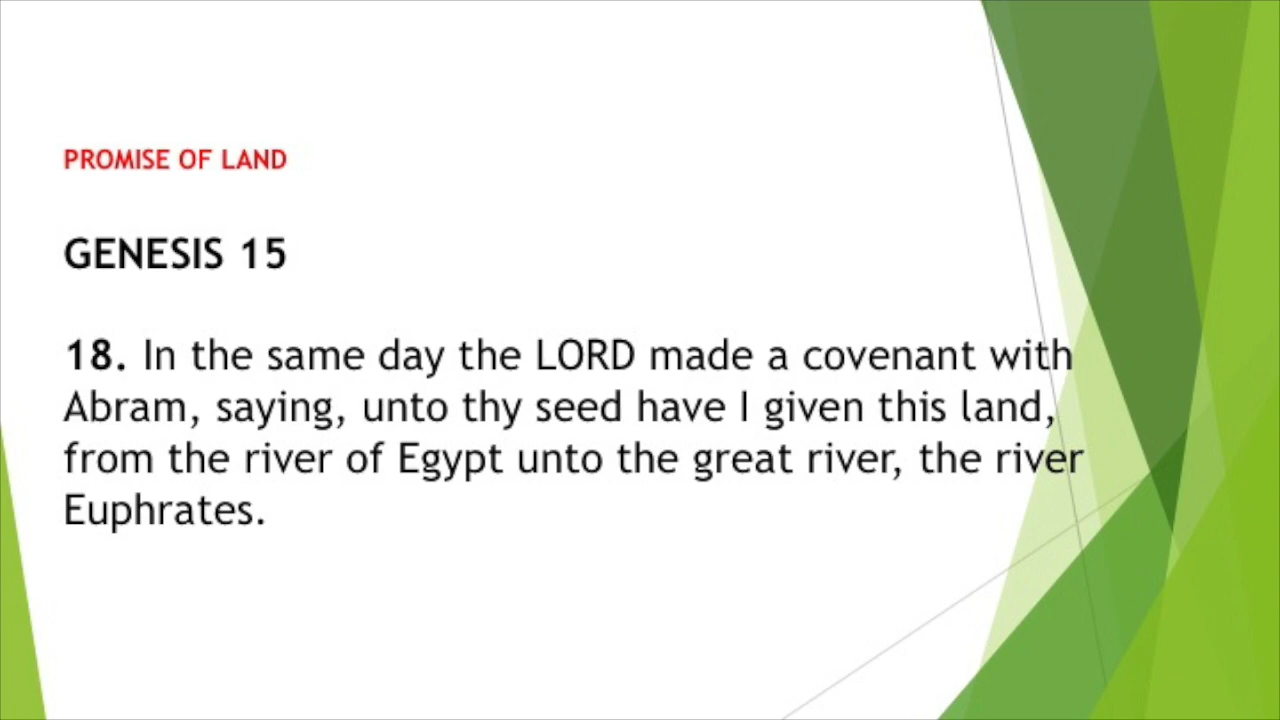 PROMISE OF LAND
GENESIS 15
18. In the same day the LORD made a covenant with
Abram, saying, unto thy seed have I given this land,
from the river of Egypt unto the great river, the river
Euphrates.